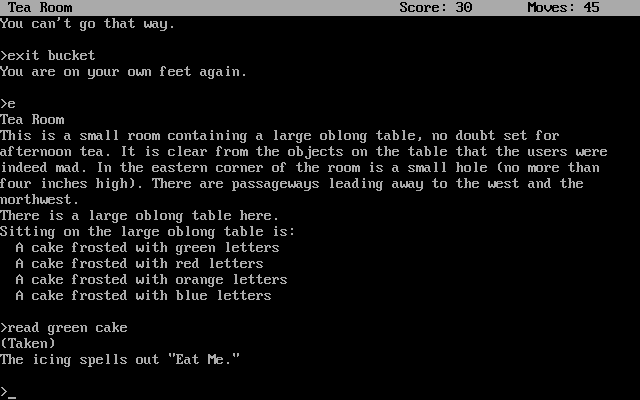 Tea Room Score: 30 Moves: 45
You can't go that way.
>exit bucket
You are on your own feet again.
>e
Tea Room
This is a small room containing a large oblong table, no doubt set for
afternoon tea. It is clear from the objects on the table that the users were
indeed mad. In the eastern corner of the room is a small hole (no more than
four inches high). There are passageways leading away to the west and the
northwest.
There is a large oblong table here.
Sitting on the large oblong table is:
A cake frosted with green letters
A cake frosted with red letters
A cake frosted with orange letters
A cake frosted with blue letters
>read green cake
(Taken)
The icing spells out "Eat Me."
>_